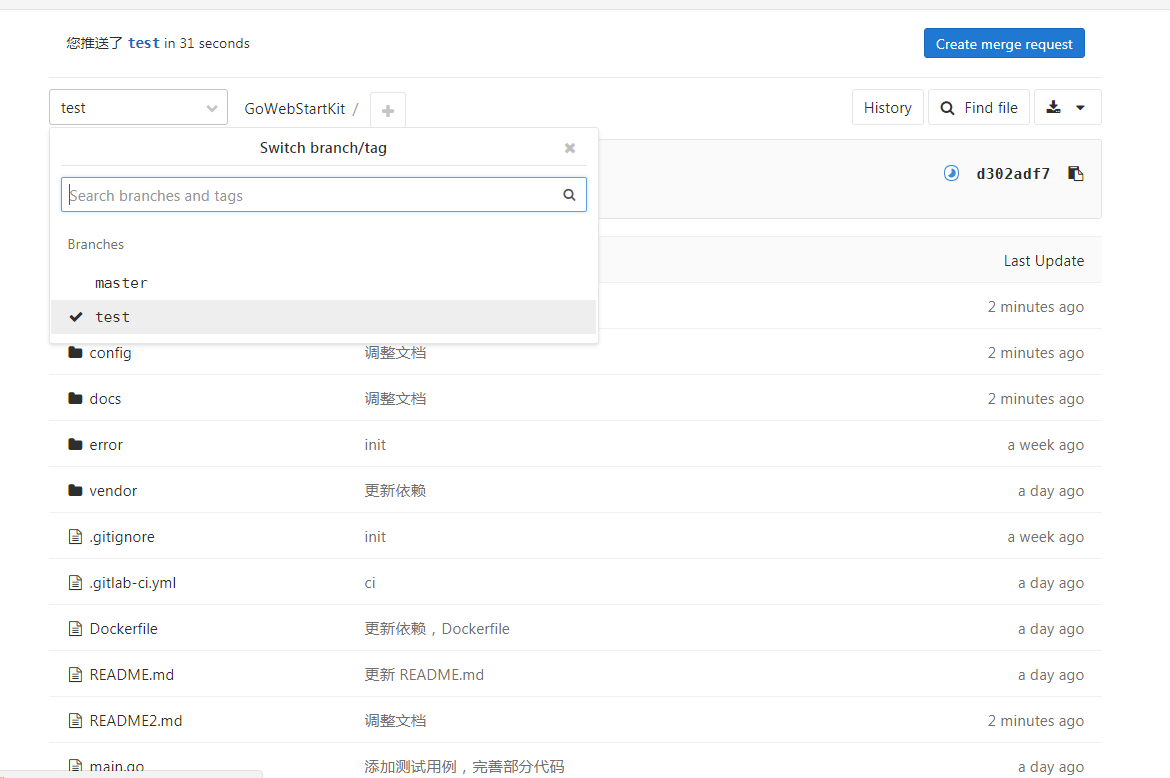 您推送了 test in 31 seconds
Create merge request
test
GoWebStartKit /
History
Find file
Switch branch/tag
d302adf7
Search branches and tags
Branches
Last Update
master
2 minutes ago
test
config 调整文档 2 minutes ago
docs 调整文档 2 minutes ago
error init a week ago
vendor 更新依赖 a day ago
.gitignore init a week ago
.gitlab-ci.yml ci a day ago
Dockerfile 更新依赖，Dockerfile a day ago
README.md 更新 README.md a day ago
README2.md 调整文档 2 minutes ago
main.go 添加测试用例，完善部分代码 a day ago